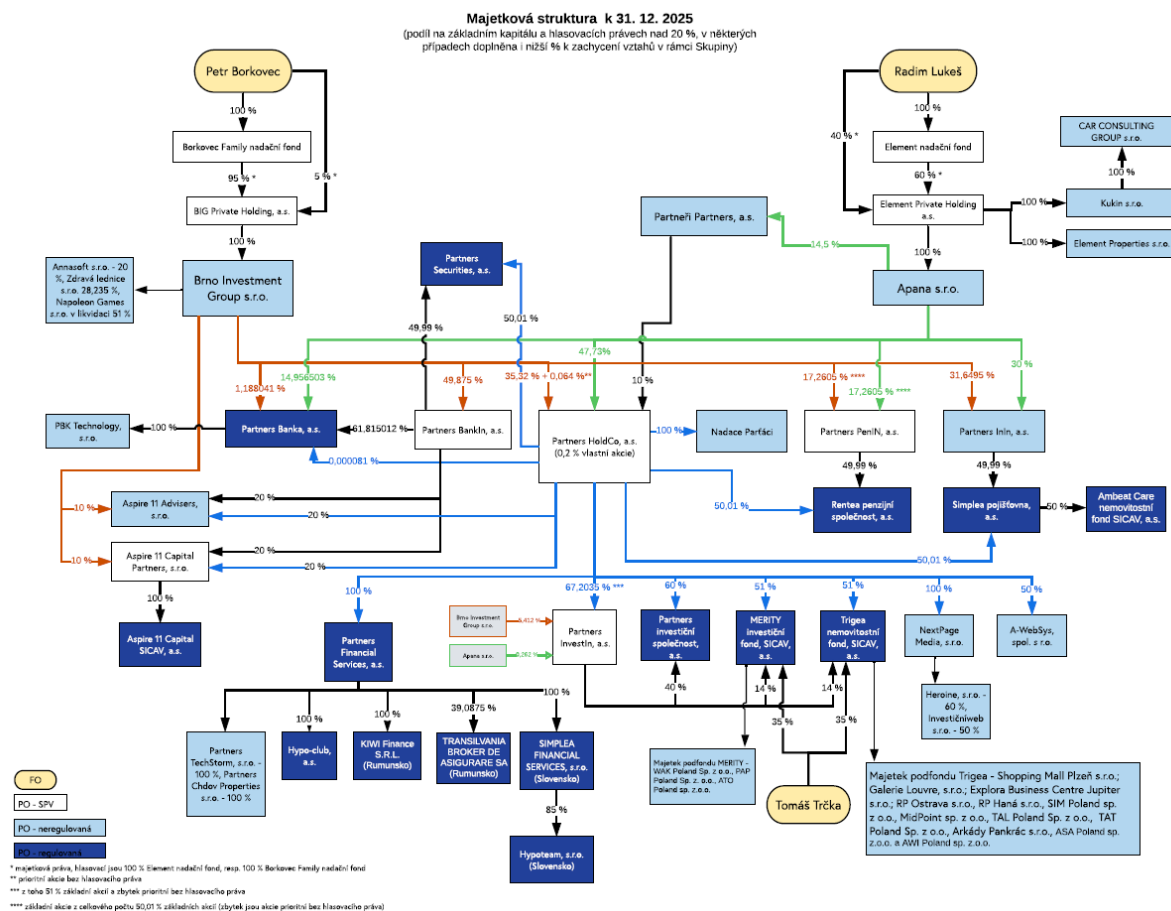 Majetková struktura k 31. 12. 2025
(podíl na základním kapitálu a hlasovacích právech nad 20 %, v některých
případech doplněna i nižší % k zachycení vztahů v rámci Skupiny)
Petr Borkovec
Radim Lukeš
100 %
5 % *
Borkovec Family nadační fond
95 % *
BIG Private Holding, a.s.
100 %
Brno Investment
Group s.r.o.
Annasoft s.r.o. - 20
%, Zdravá lednice
s.r.o. 28,235 %,
Napoleon Games
s.r.o. v likvidaci 51 %
100 %
40 % *
Element nadační fond
60 % *
Element Private Holding
a.s.
100 %
CAR CONSULTING
GROUP s.r.o.
100 %
100 %
Kukin s.r.o.
100 %
Element Properties s.r.o.
Apana s.r.o.
14,5 %
Partneři Partners, a.s.
Partners
Securities, a.s.
49,99 %
50,01 %
47,73%
10 %
14,956503 %
1,188041 %
49,875 %
35,32 % + 0,064 %**
17,2605 % ****
17,2605 % ****
31,6495 %
30 %
PBK Technology,
s.r.o.
100 %
Partners Banka, a.s.
61,815012 %
Partners BankIn, a.s.
Partners HoldCo, a.s.
(0,2 % vlastní akcie)
100 %
Nadace Parťáci
Partners PenIN, a.s.
Partners InIn, a.s.
0,000081 %
49,99 %
49,99 %
50,01 %
Rentea penzijní
společnost, a.s.
Simplea pojišťovna,
a.s.
50 %
Ambeat Care
nemovitostní
fond SICAV, a.s.
50,01 %
10 %
Aspire 11 Advisers,
s.r.o.
20 %
20 %
10 %
Aspire 11 Capital
Partners, s.r.o.
20 %
20 %
100 %
Aspire 11 Capital
SICAV, a.s.
100 %
67,2035 % ***
60 %
51 %
51 %
100 %
50 %
Partners
Financial
Services, a.s.
Brno Investment
Group s.r.o.
Apana s.r.o.
Partners
InvestIn, a.s.
Partners
investiční
společnost, a.s.
MERITY
investiční
fond, SICAV,
a.s.
Trigea
nemovitostní
fond, SICAV,
a.s.
NextPage
Media, s.r.o.
A-WebSys,
spol. s r.o.
40 %
14 %
14 %
35 %
35 %
Heroine, s.r.o. -
60 %,
Investičníweb
s.r.o. - 50 %
100 %
100 %
39,0875 %
100 %
Partners
TechStorm, s.r.o. -
100 %, Partners
Chdov Properties
s.r.o. - 100 %
Hypo-club,
a.s.
KIWI Finance
S.R.L.
(Rumunsko)
TRANSILVANIA
BROKER DE
ASIGURARE SA
(Rumunsko)
SIMPLEA
FINANCIAL
SERVICES, s.r.o.
(Slovensko)
85 %
Hypoteam, s.r.o.
(Slovensko)
Majetek podfondu MERITY -
WAK Poland Sp. z o.o., PAP
Poland Sp. z o.o., ATO
Poland sp. z.o.o.
Tomáš Trčka
Majetek podfondu Trigea - Shopping Mall Plzeň s.r.o.;
Galerie Louvre, s.r.o.; Explora Business Centre Jupiter
s.r.o.; RP Ostrava s.r.o., RP Haná s.r.o., SIM Poland sp.
z o.o., MidPoint sp. z o.o., TAL Poland Sp. z o.o., TAT
Poland Sp. z o.o., Arkády Pankrác s.r.o., ASA Poland sp.
z.o.o. a AWI Poland sp. z.o.o.
FO
PO - SPV
PO - neregulovaná
PO - regulovaná
* majetková práva, hlasovací jsou 100 % Element nadační fond, resp. 100 % Borkovec Family nadační fond
** prioritní akcie bez hlasovacího práva
*** z toho 51 % základní akcií a zbytek prioritní bez hlasovacího práva
**** základní akcie z celkového počtu 50,01 % základních akcií (zbytek jsou akcie prioritní bez hlasovacího práva)